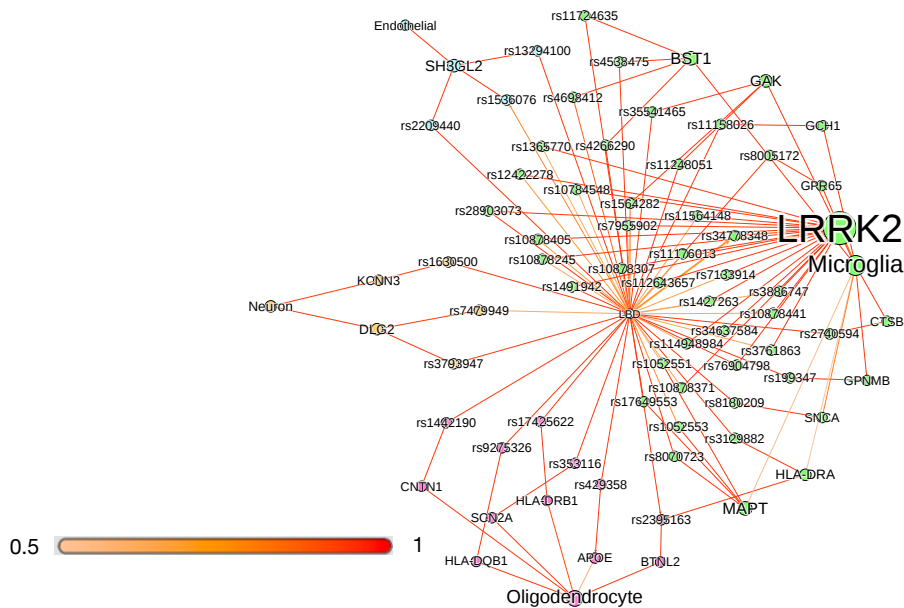 rs11724635
Endothelial
rs13294100
BST1
rs4538475
SH3GL2
GAK
rs1536076
rs4698412
rs35541465
rs2209440
rs11158026
GCH1
rs1365770
rs4266290
rs8005172
rs11248051
rs12422278
GPR65
rs10784548
rs1564282
rs28903073
rs11564148
rs7955902
LRRK2
rs34778348
rs10878405
rs11176013
rs10878245
rs1630500
Microglia
rs10878307
rs7133914
KCNN3
rs112643657
rs1491942
rs3886747
rs1427263
Neuron
rs7479949
LBD
rs10878441
CTSB
DLG2
rs34637584
rs2740594
rs114948984
rs3761863
rs3793947
rs1052551
rs76904798
rs199347
GPNMB
rs10878371
rs17649553
rs8180209
SNCA
rs1442190
rs17425622
rs1052553
rs3129882
rs9275326
rs8070723
rs353116
HLA-DRA
CNTN1
rs429358
HLA-DRB1
MAPT
SCN2A
rs2395163
0.5
1
HLA-DQB1
APOE
BTNL2
Oligodendrocyte